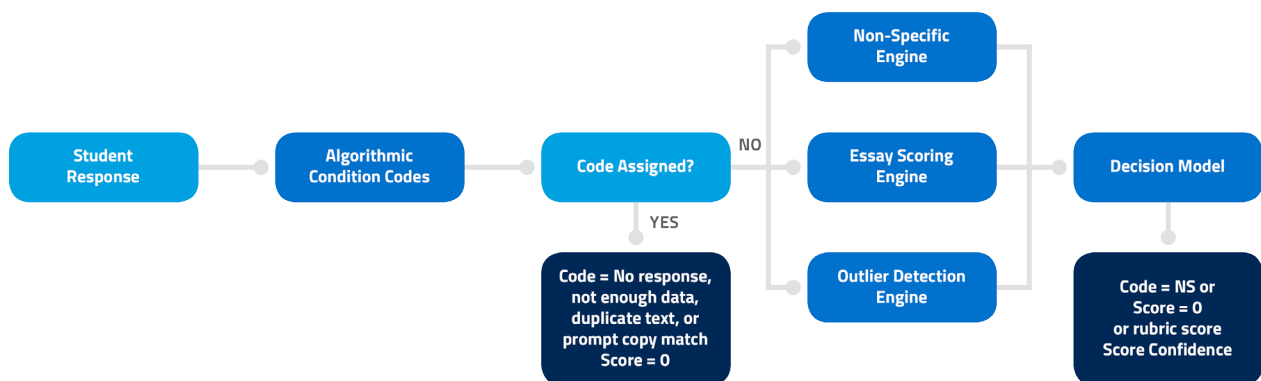 Student
Response
Algorithmic
Condition Codes
Code Assigned?
YES
Code = No response,
not enough data,
duplicate text, or
prompt copy match
Score = 0
NO
Non-Specific
Engine
Essay Scoring
Engine
Outlier Detection
Engine
Decision Model
Code = NS or
Score = 0
or rubric score
Score Confidence